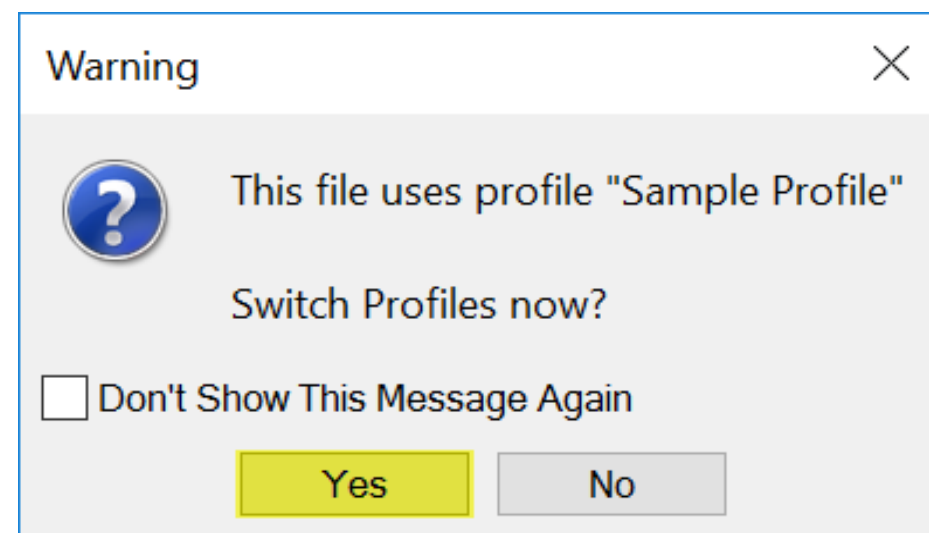 Warning
This file uses profile "Sample Profile"
Switch Profiles now?
Don't Show This Message Again
Yes
No